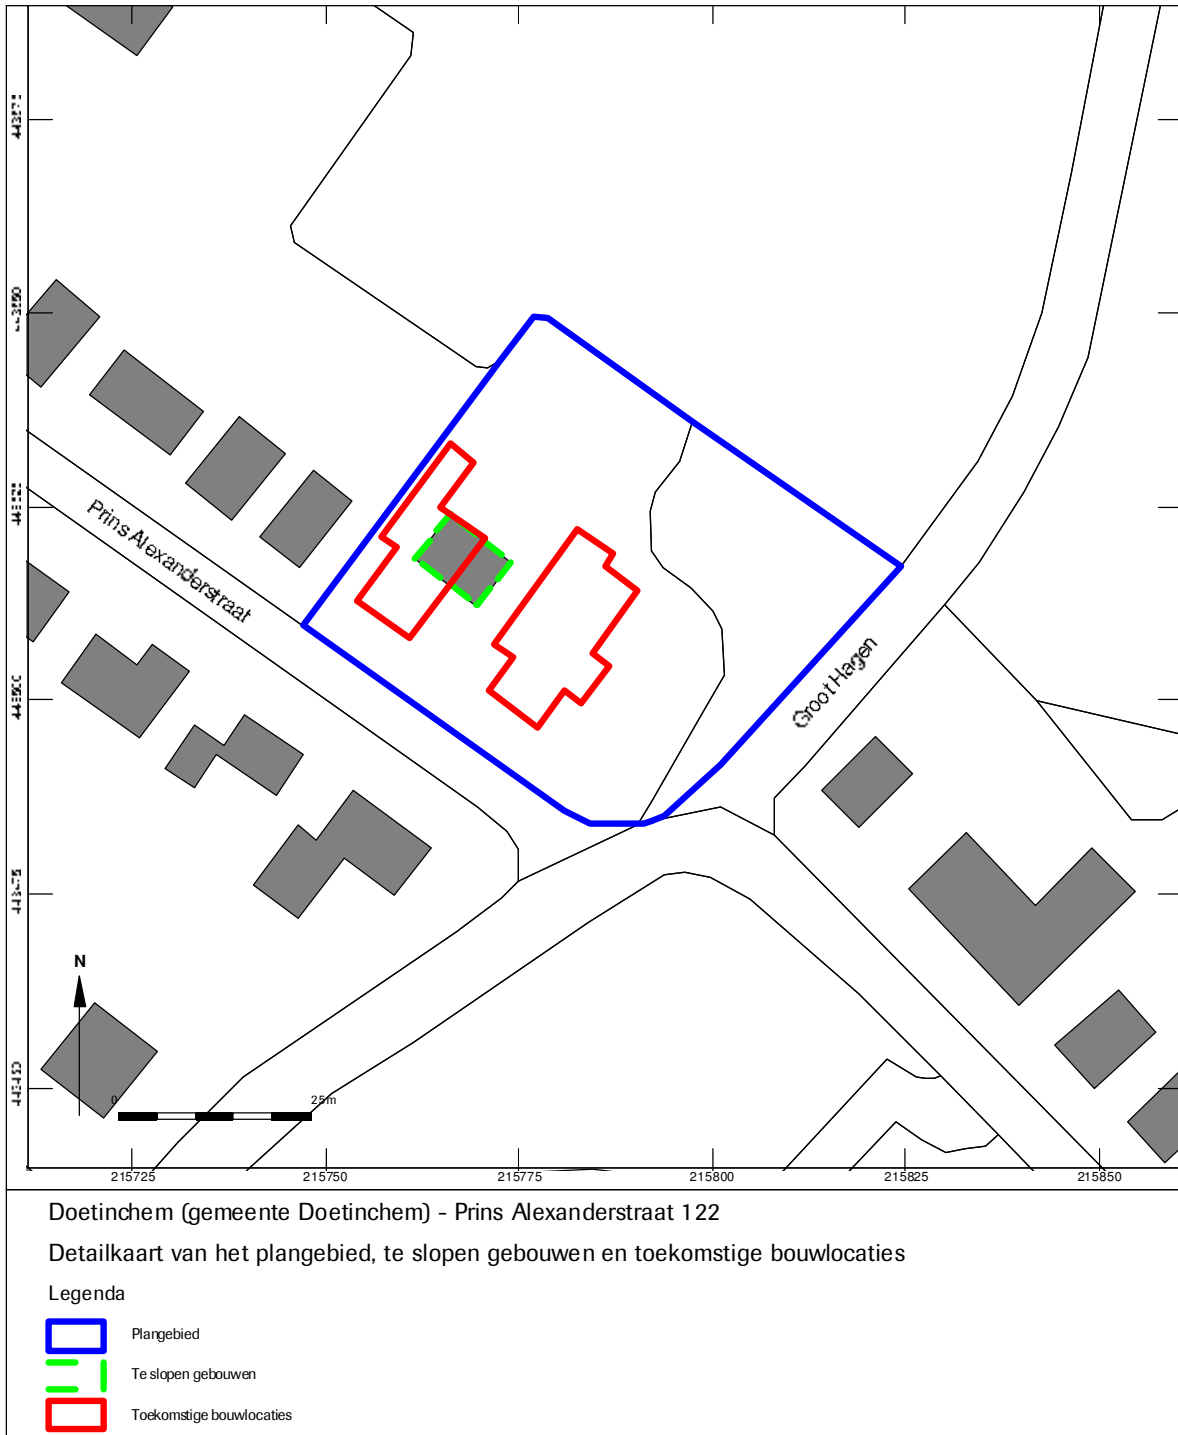 Prins Alexanderstraat
Groot Hagen
N
0 25m
215725 215750 215775 215800 215825 215850
Doetinchem (gemeente Doetinchem) - Prins Alexanderstraat 122
Detailkaart van het plangebied, te slopen gebouwen en toekomstige bouwlocaties
Legenda
Plangebied
Te slopen gebouwen
Toekomstige bouwlocaties